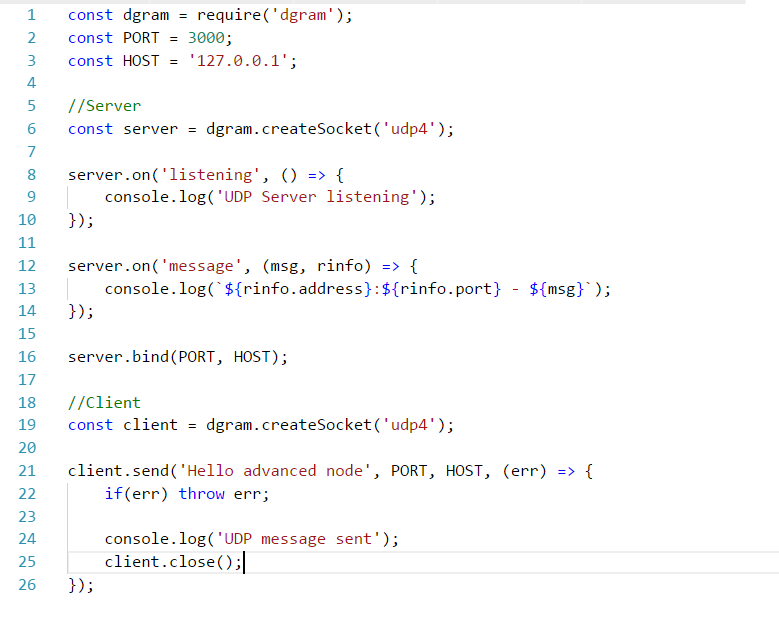 1 const dgram = require('dgram');
2 const PORT = 3000;
3 const HOST = '127.0.0.1';
4
5 //Server
6 const server = dgram.createSocket('udp4');
7
8 server.on('listening', () => {
9     console.log('UDP Server listening');
10 });
11
12 server.on('message', (msg, rinfo) => {
13     console.log(`${rinfo.address}:${rinfo.port} - ${msg}`);
14 });
15
16 server.bind(PORT, HOST);
17
18 //Client
19 const client = dgram.createSocket('udp4');
20
21 client.send('Hello advanced node', PORT, HOST, (err) => {
22     if(err) throw err;
23
24     console.log('UDP message sent');
25     client.close();
26 });